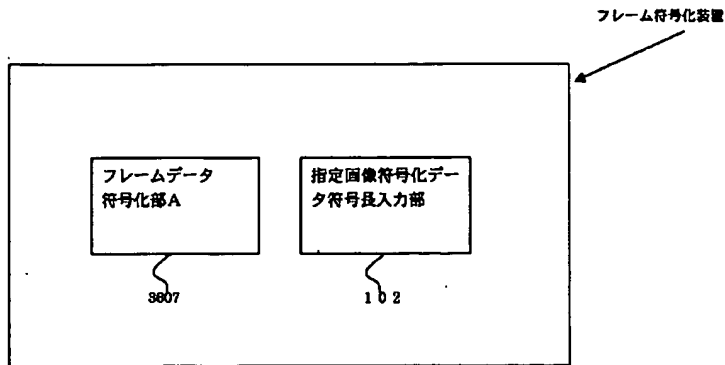 フレーム符号化装置
フレームデータ
符号化部A
指定画像符号化デー
タ符号長入力部
3807
102